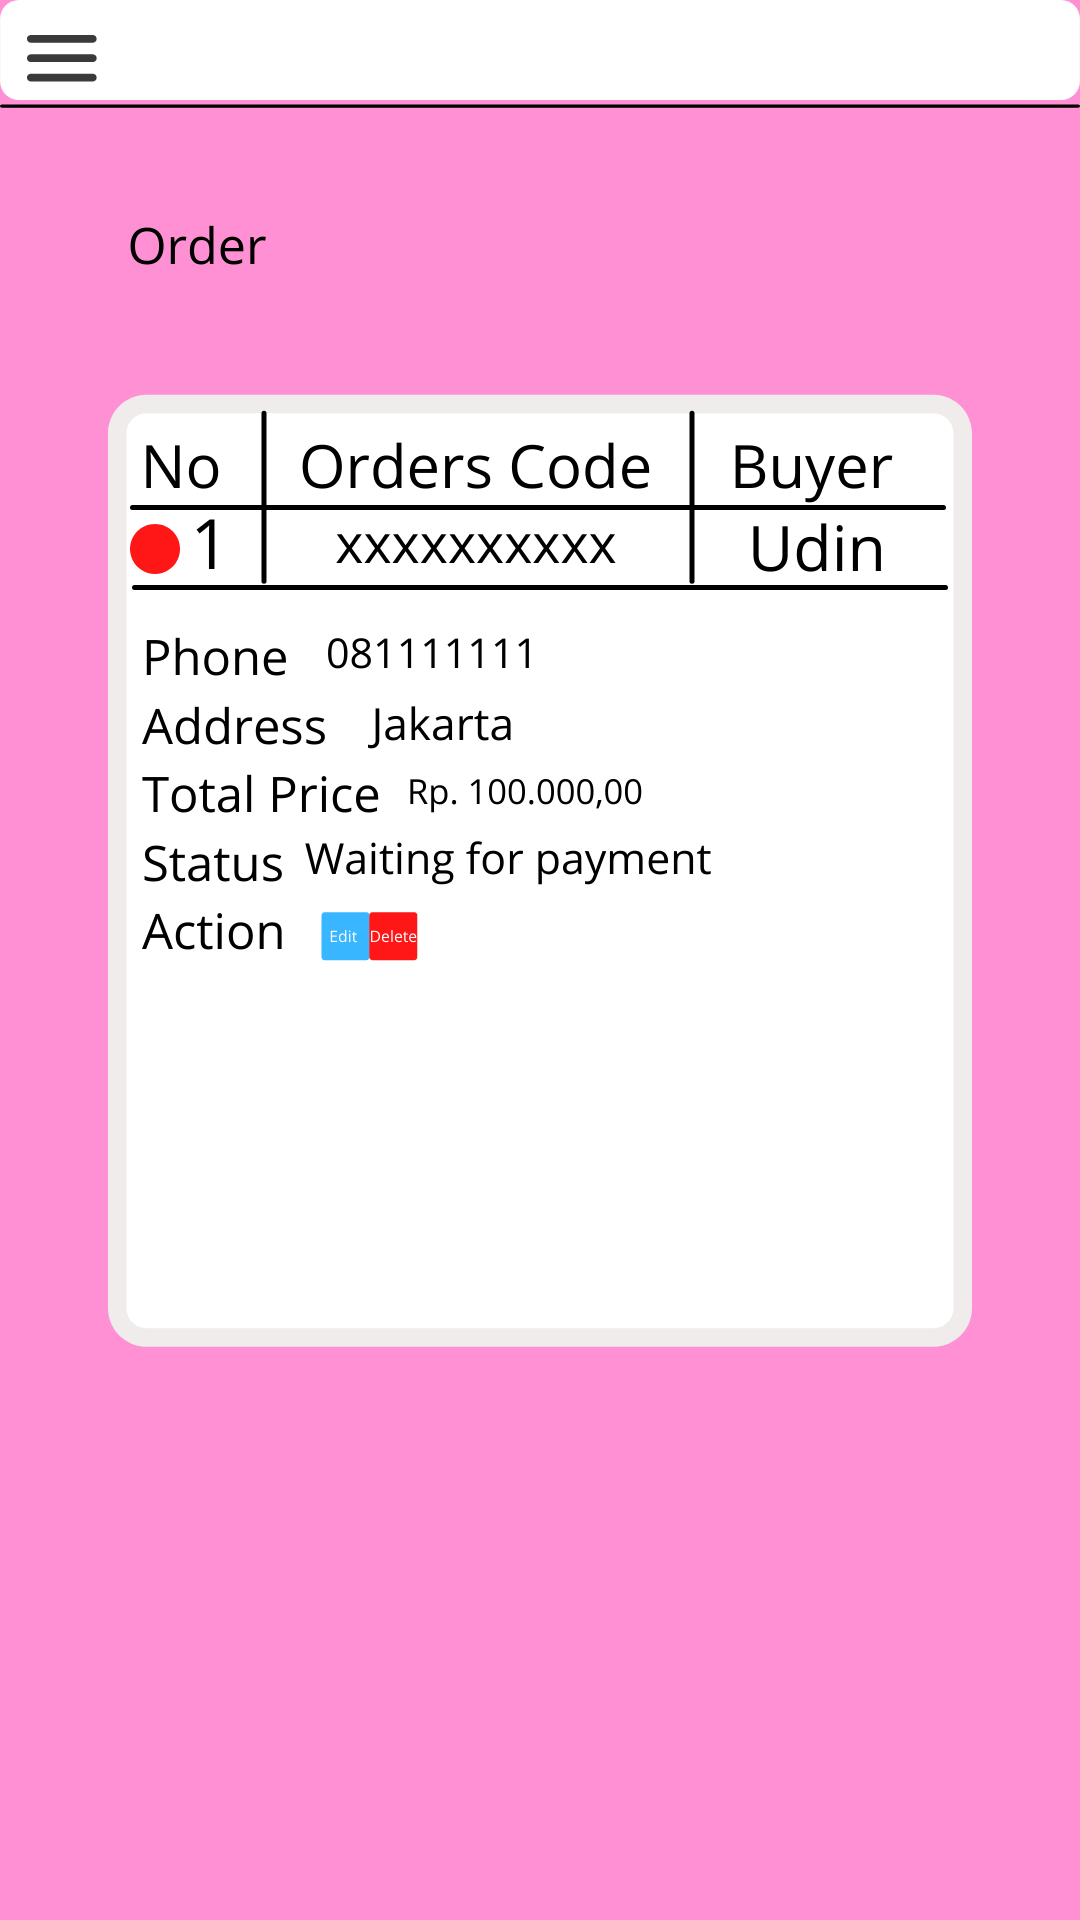 Order
No Orders Code Buyer
1 xxxxxxxxxx Udin
Phone 081111111
Address Jakarta
Total Price Rp. 100.000,00
Status Waiting for payment
Action Edit Delete